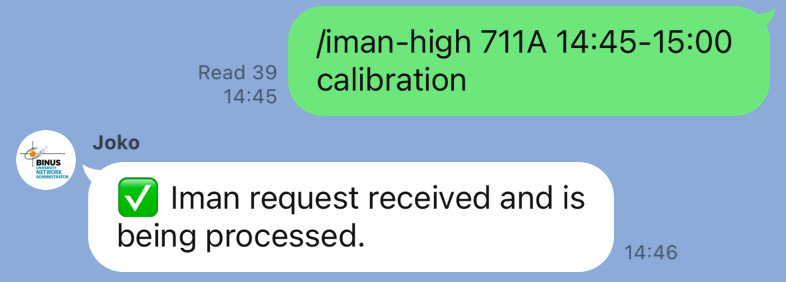 /iman-high 711A 14:45-15:00
calibration
Read 39
14:45
Joko
BINUS
UNIVERSITY
NETWORK
ADMINISTRATOR
✅ Iman request received and is
being processed.
14:46